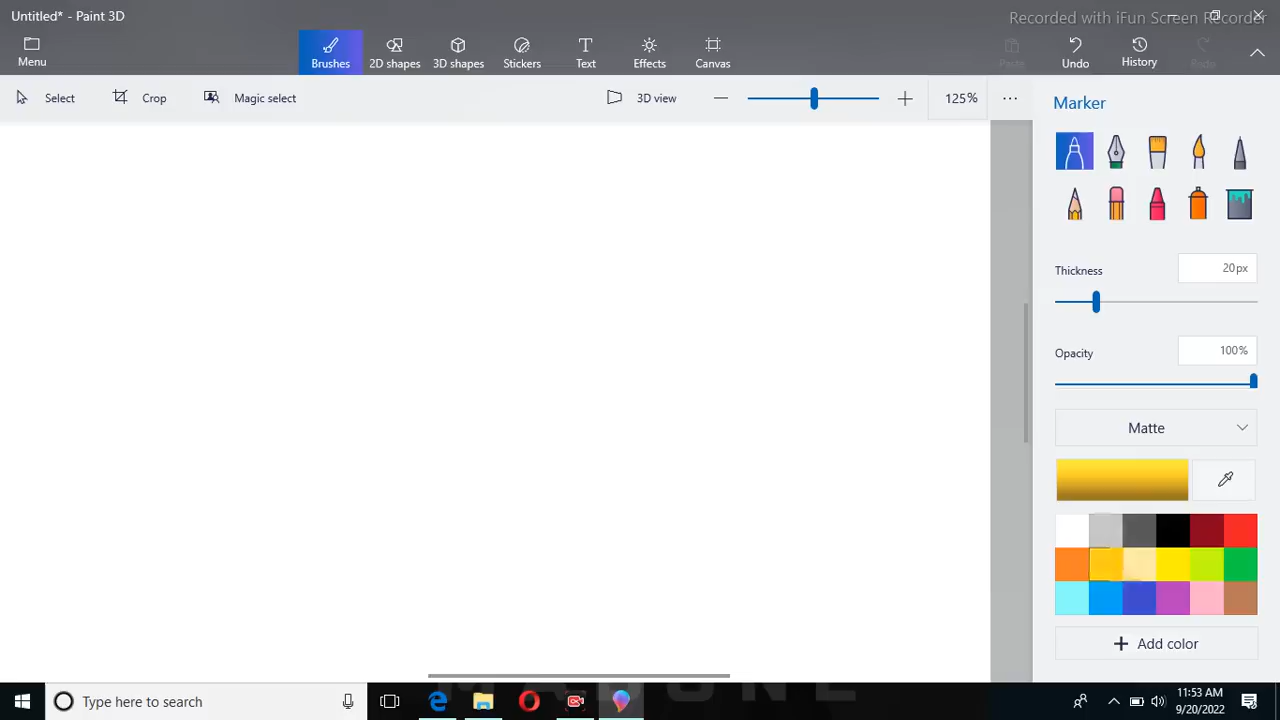 Untitled* - Paint 3D
Recorded with iFun Screen Recorder
Menu
Brushes
2D shapes
3D shapes
Stickers
Text
Effects
Canvas
Paste
Undo
History
Redo
Select
Crop
Magic select
3D view
125%
Marker
Thickness
20px
Opacity
100%
Matte
Add color
Type here to search
11:53 AM
9/20/2022